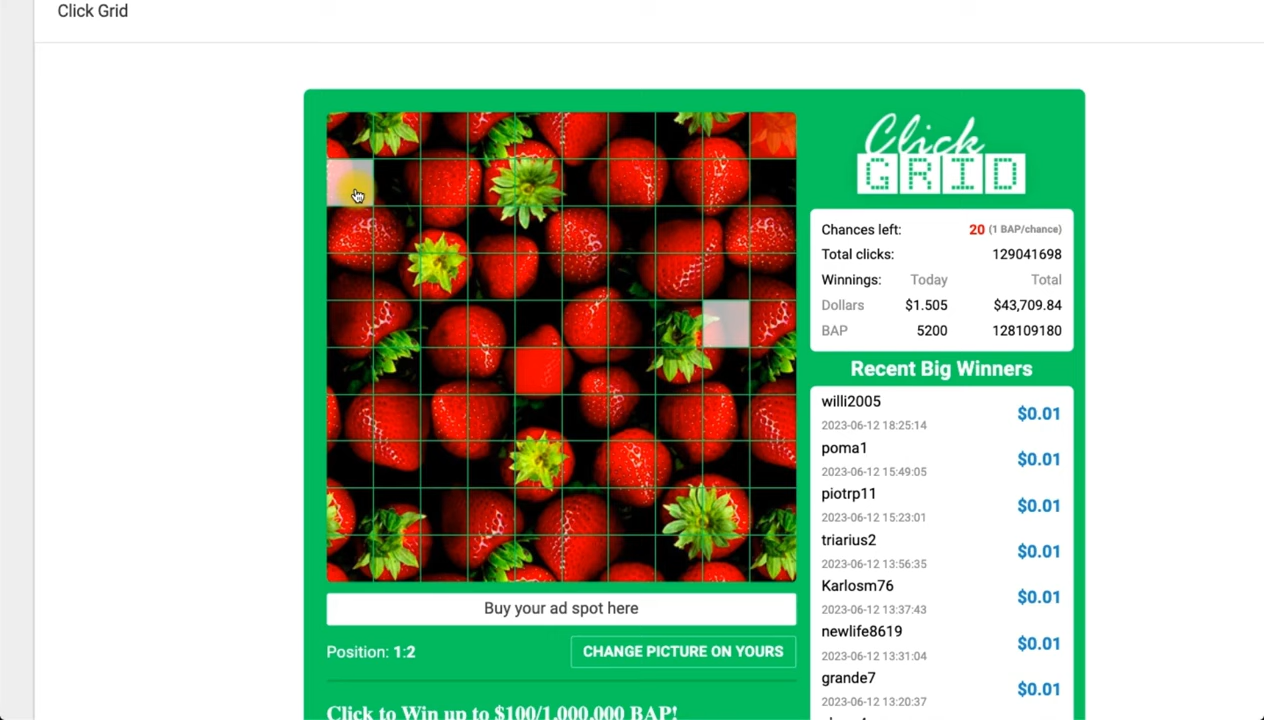 Click Grid
Click
GRID
Chances left: 20 (1 BAP/chance)
Total clicks: 129041698
Winnings: Today Total
Dollars $1.505 $43,709.84
BAP 5200 128109180
Recent Big Winners
willi2005
2023-06-12 18:25:14 $0.01
poma1
2023-06-12 15:49:05 $0.01
piotrp11
2023-06-12 15:23:01 $0.01
triarius2
2023-06-12 13:56:35 $0.01
Karlosm76
2023-06-12 13:37:43 $0.01
newlife8619
2023-06-12 13:31:04 $0.01
grande7
2023-06-12 13:20:37 $0.01
Buy your ad spot here
Position: 1:2 CHANGE PICTURE ON YOURS
Click to Win up to $100/1,000,000 BAP!